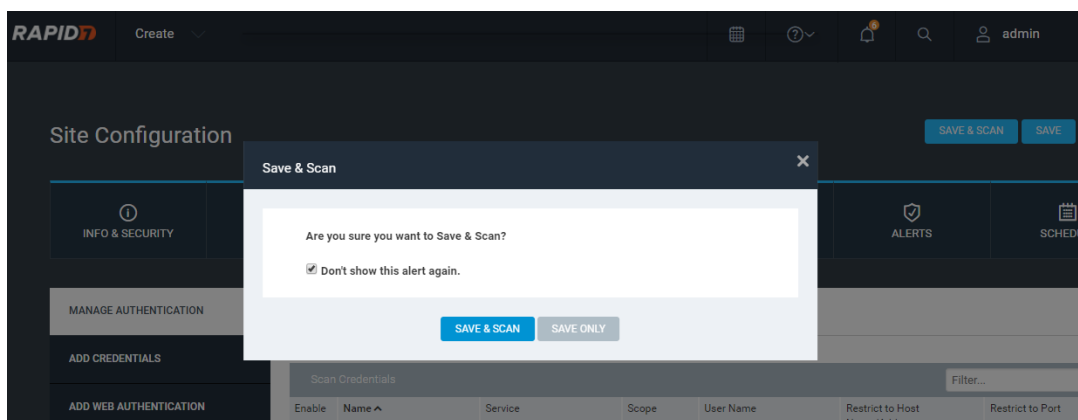 RAPID7 Create admin
6
Site Configuration SAVE & SCAN SAVE
Save & Scan
INFO & SECURITY ALERTS
Are you sure you want to Save & Scan?
Don't show this alert again.
SAVE & SCAN SAVE ONLY
MANAGE AUTHENTICATION
ADD CREDENTIALS
Scan Credentials Filter...
ADD WEB AUTHENTICATION
Enable Name Service Scope User Name Restrict to Host Restrict to Port